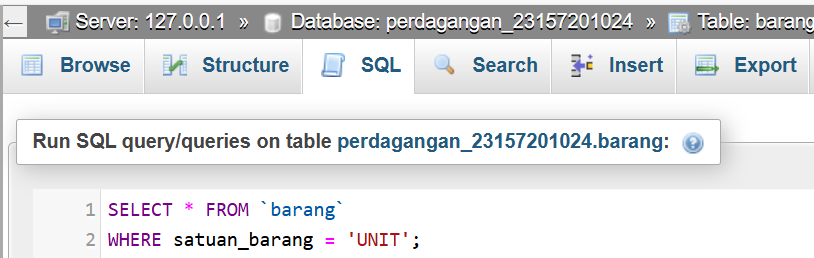 Server: 127.0.0.1 » Database: perdagangan_23157201024 » Table: barang
Browse Structure SQL Search Insert Export
Run SQL query/queries on table perdagangan_23157201024.barang:
1 SELECT * FROM `barang`
2 WHERE satuan_barang = 'UNIT';